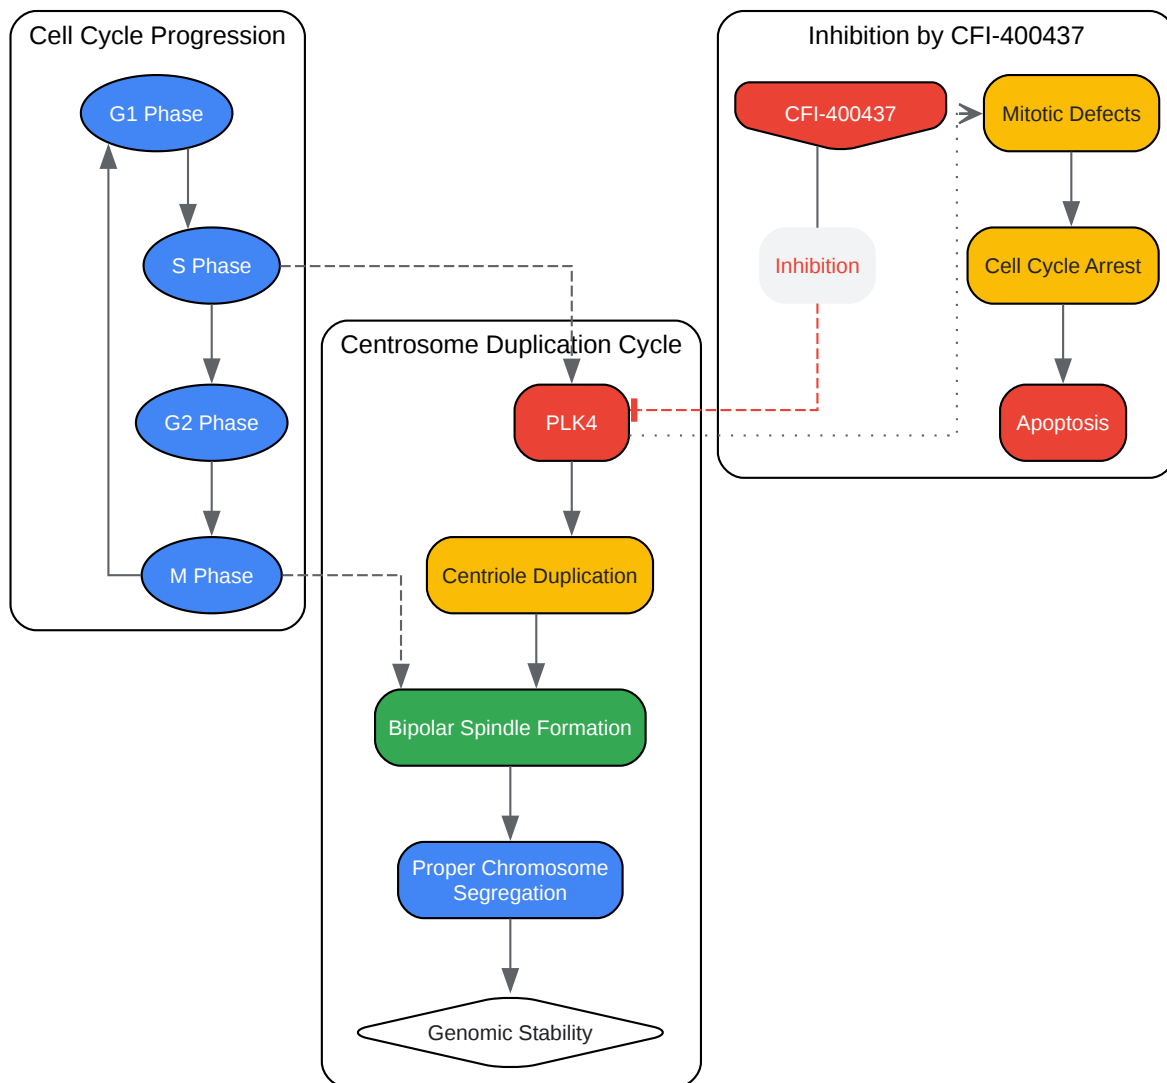 Cell Cycle Progression
G1 Phase
S Phase
G2 Phase
M Phase
Centrosome Duplication Cycle
PLK4
Centriole Duplication
Bipolar Spindle Formation
Proper Chromosome
Segregation
Genomic Stability
Inhibition by CFI-400437
CFI-400437
Inhibition
Mitotic Defects
Cell Cycle Arrest
Apoptosis